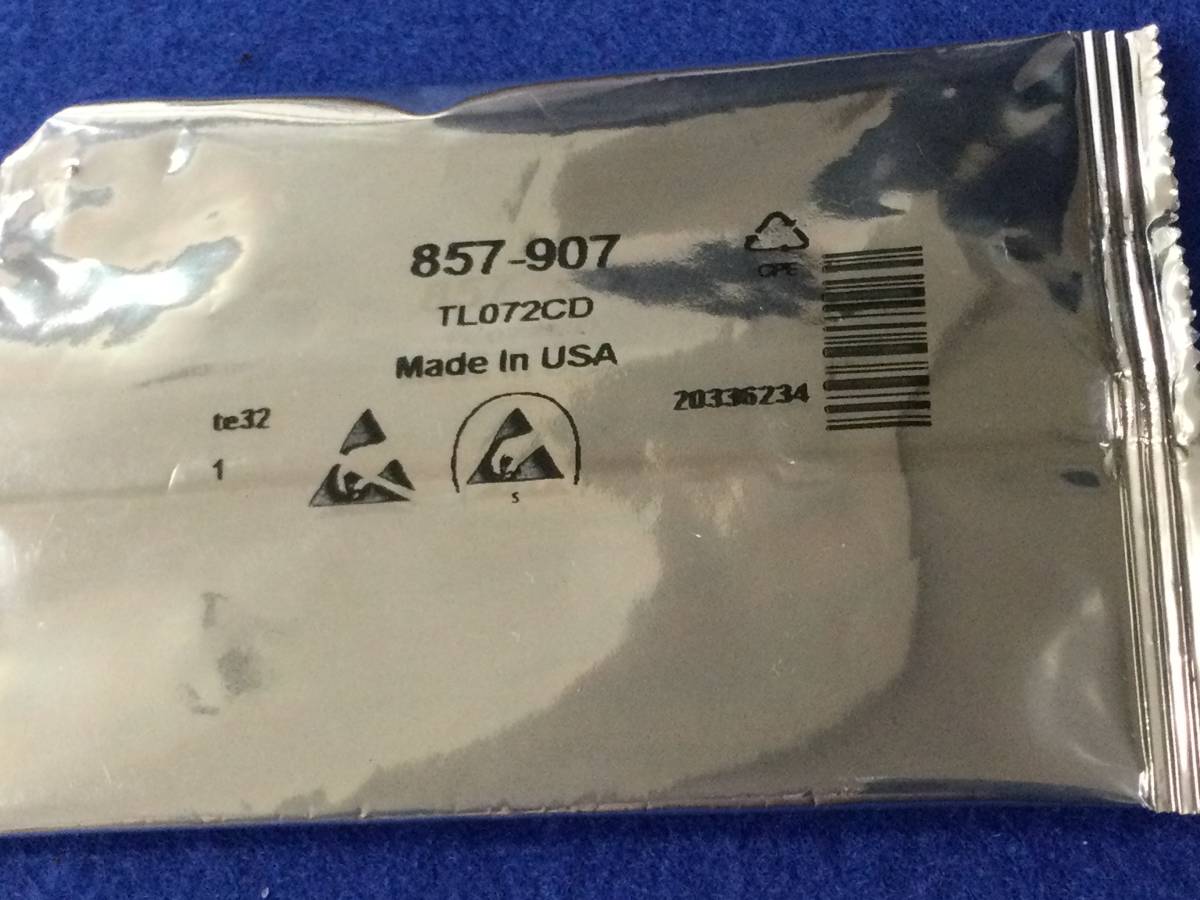 857-907
CPE
TL072CD
Made In USA
20336234
te32
1
S